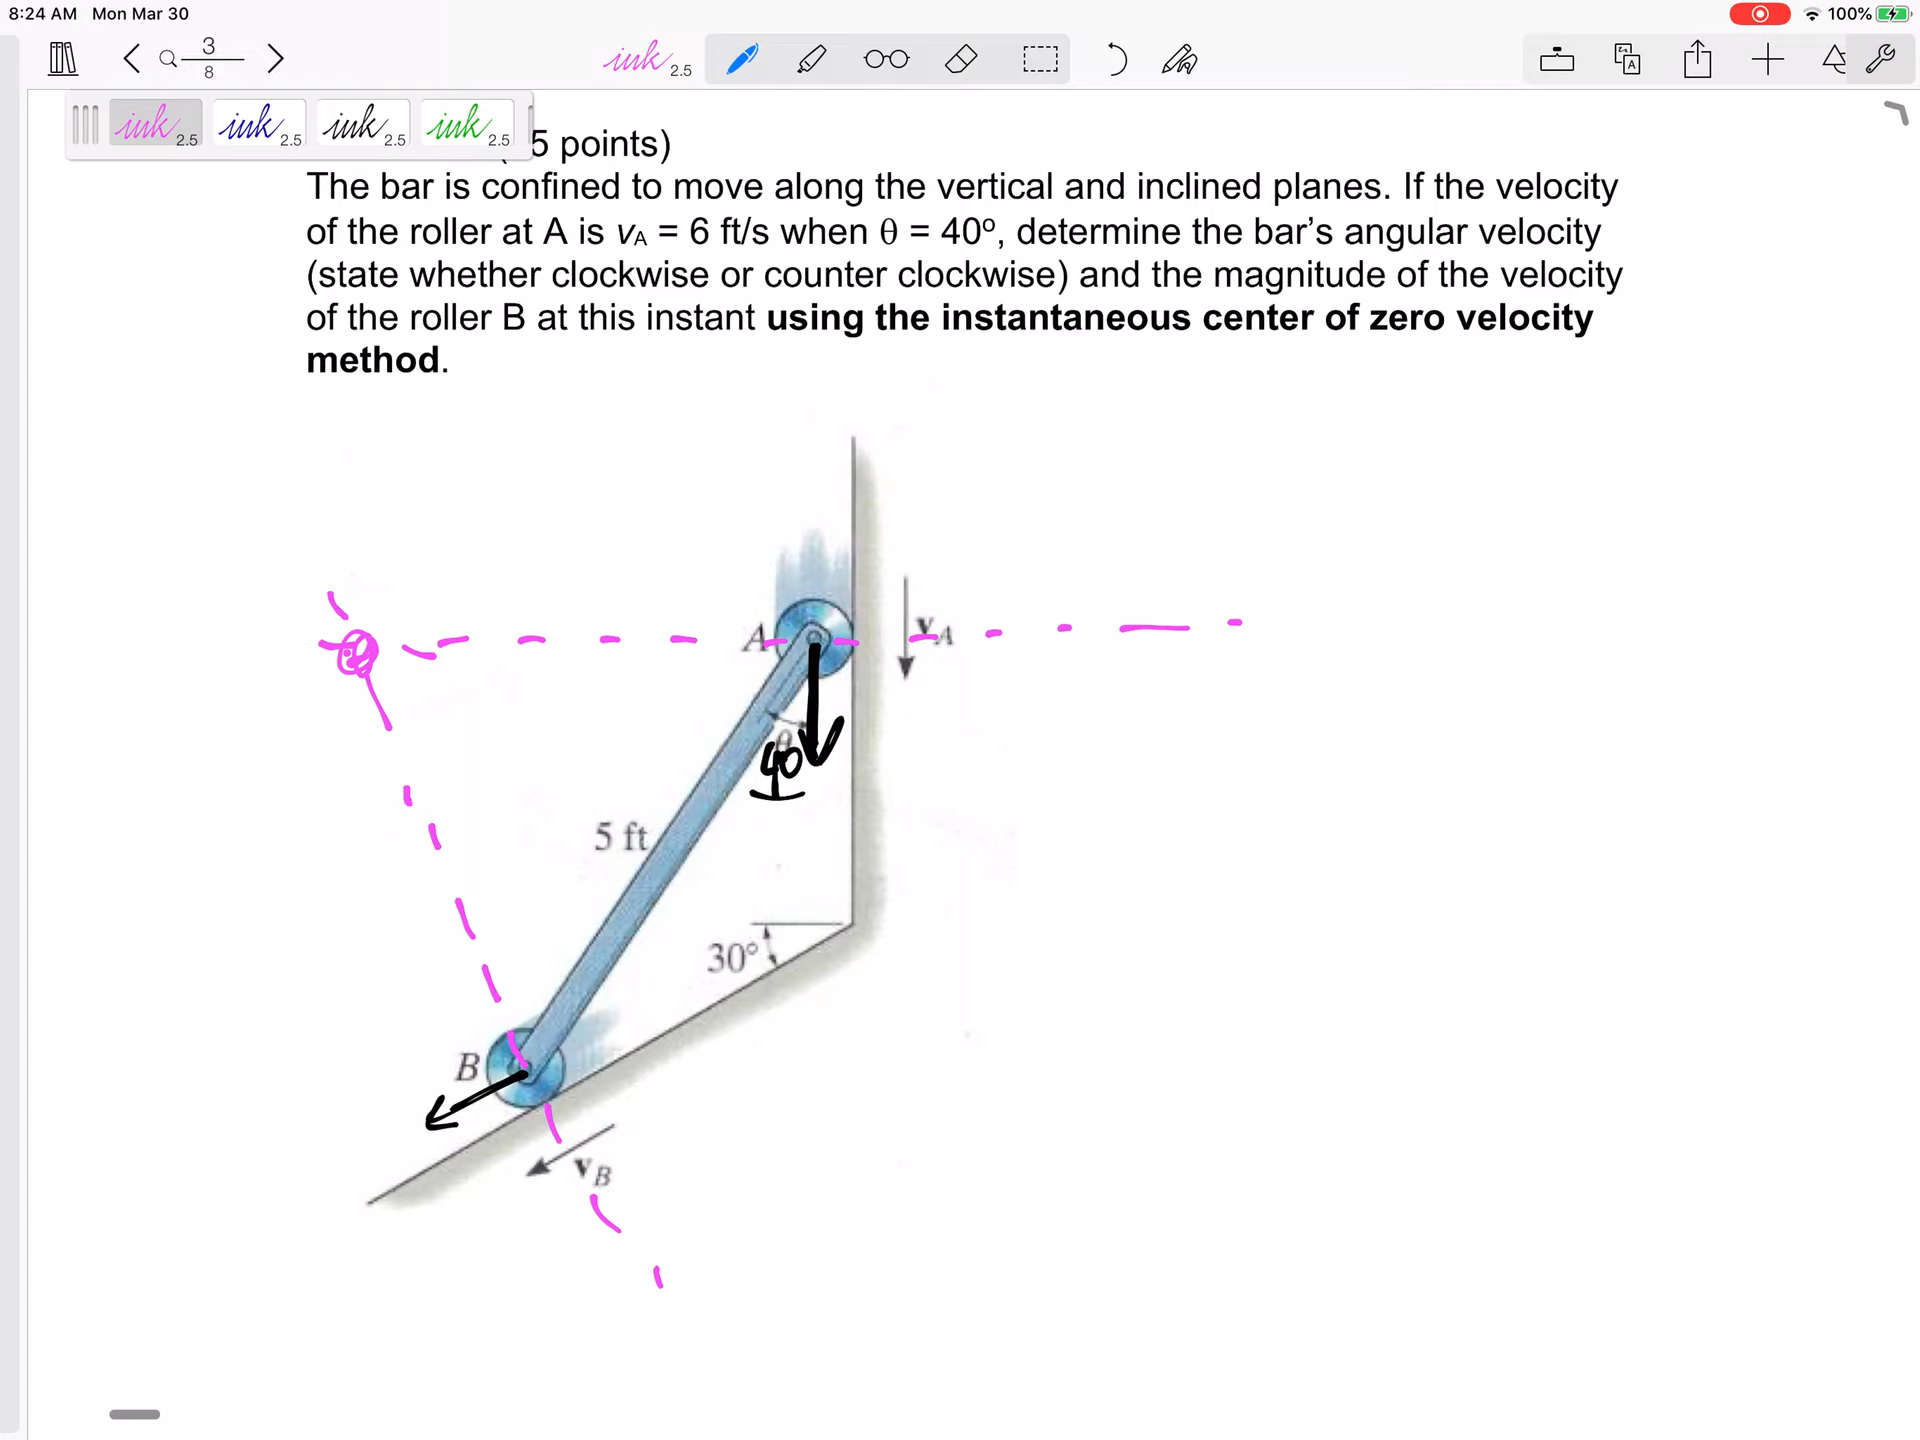 8:24 AM Mon Mar 30
100%
3
8
ink 2.5
A
ink 2.5
ink 2.5
ink 2.5
ink 2.5
5 points)
The bar is confined to move along the vertical and inclined planes. If the velocity
of the roller at A is vA = 6 ft/s when θ = 40º, determine the bar’s angular velocity
(state whether clockwise or counter clockwise) and the magnitude of the velocity
of the roller B at this instant using the instantaneous center of zero velocity
method.
A
vA
θ
40
5 ft
30°
B
vB